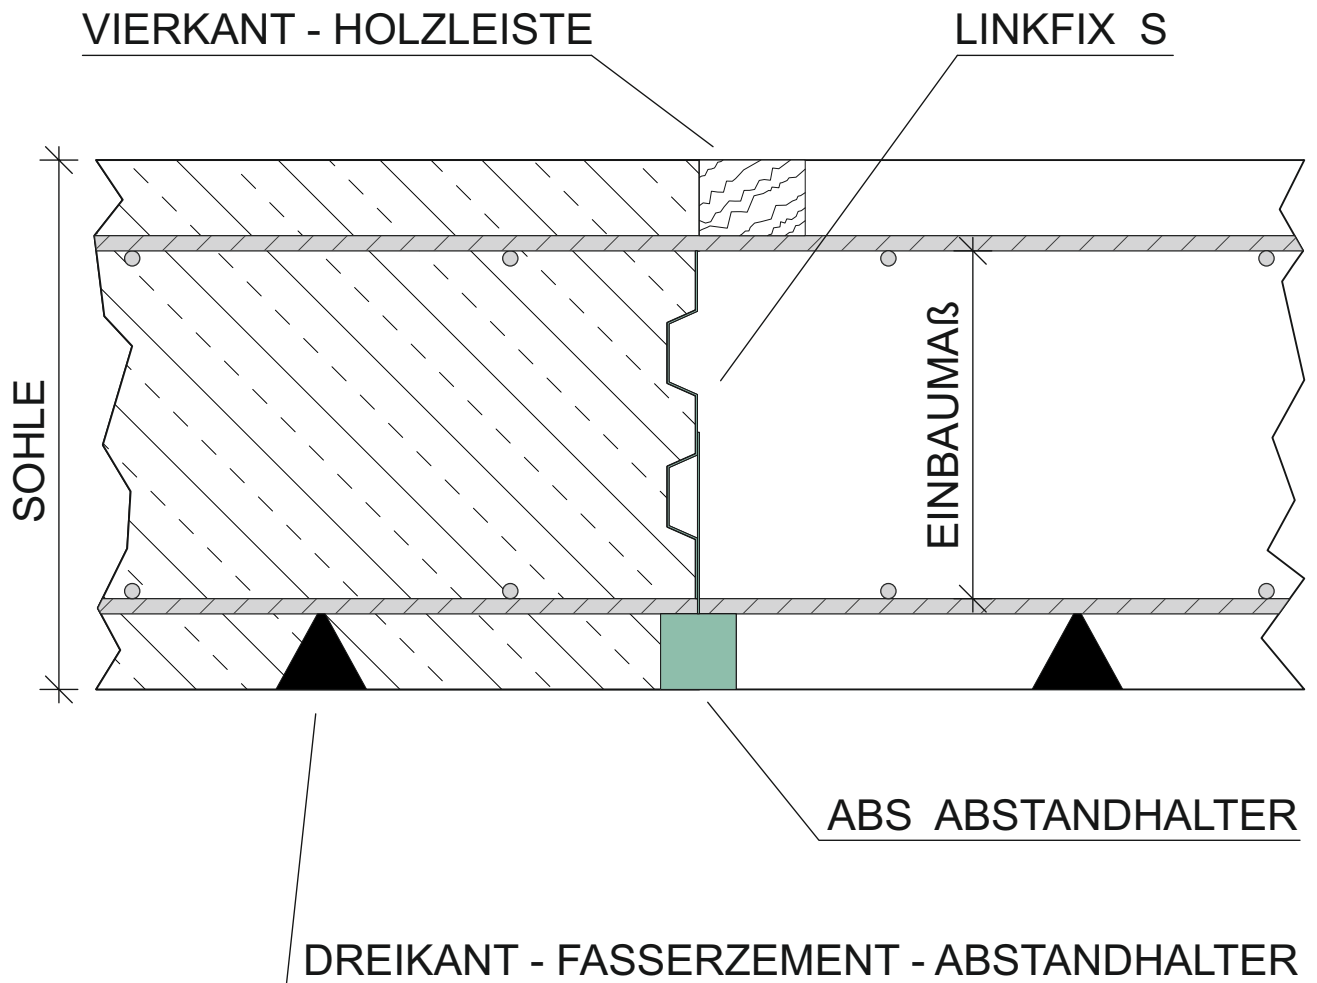 VIERKANT - HOLZLEISTE
LINKFIX S
SOHLE
EINBAUMAß
ABS ABSTANDHALTER
DREIKANT - FASSERZEMENT - ABSTANDHALTER